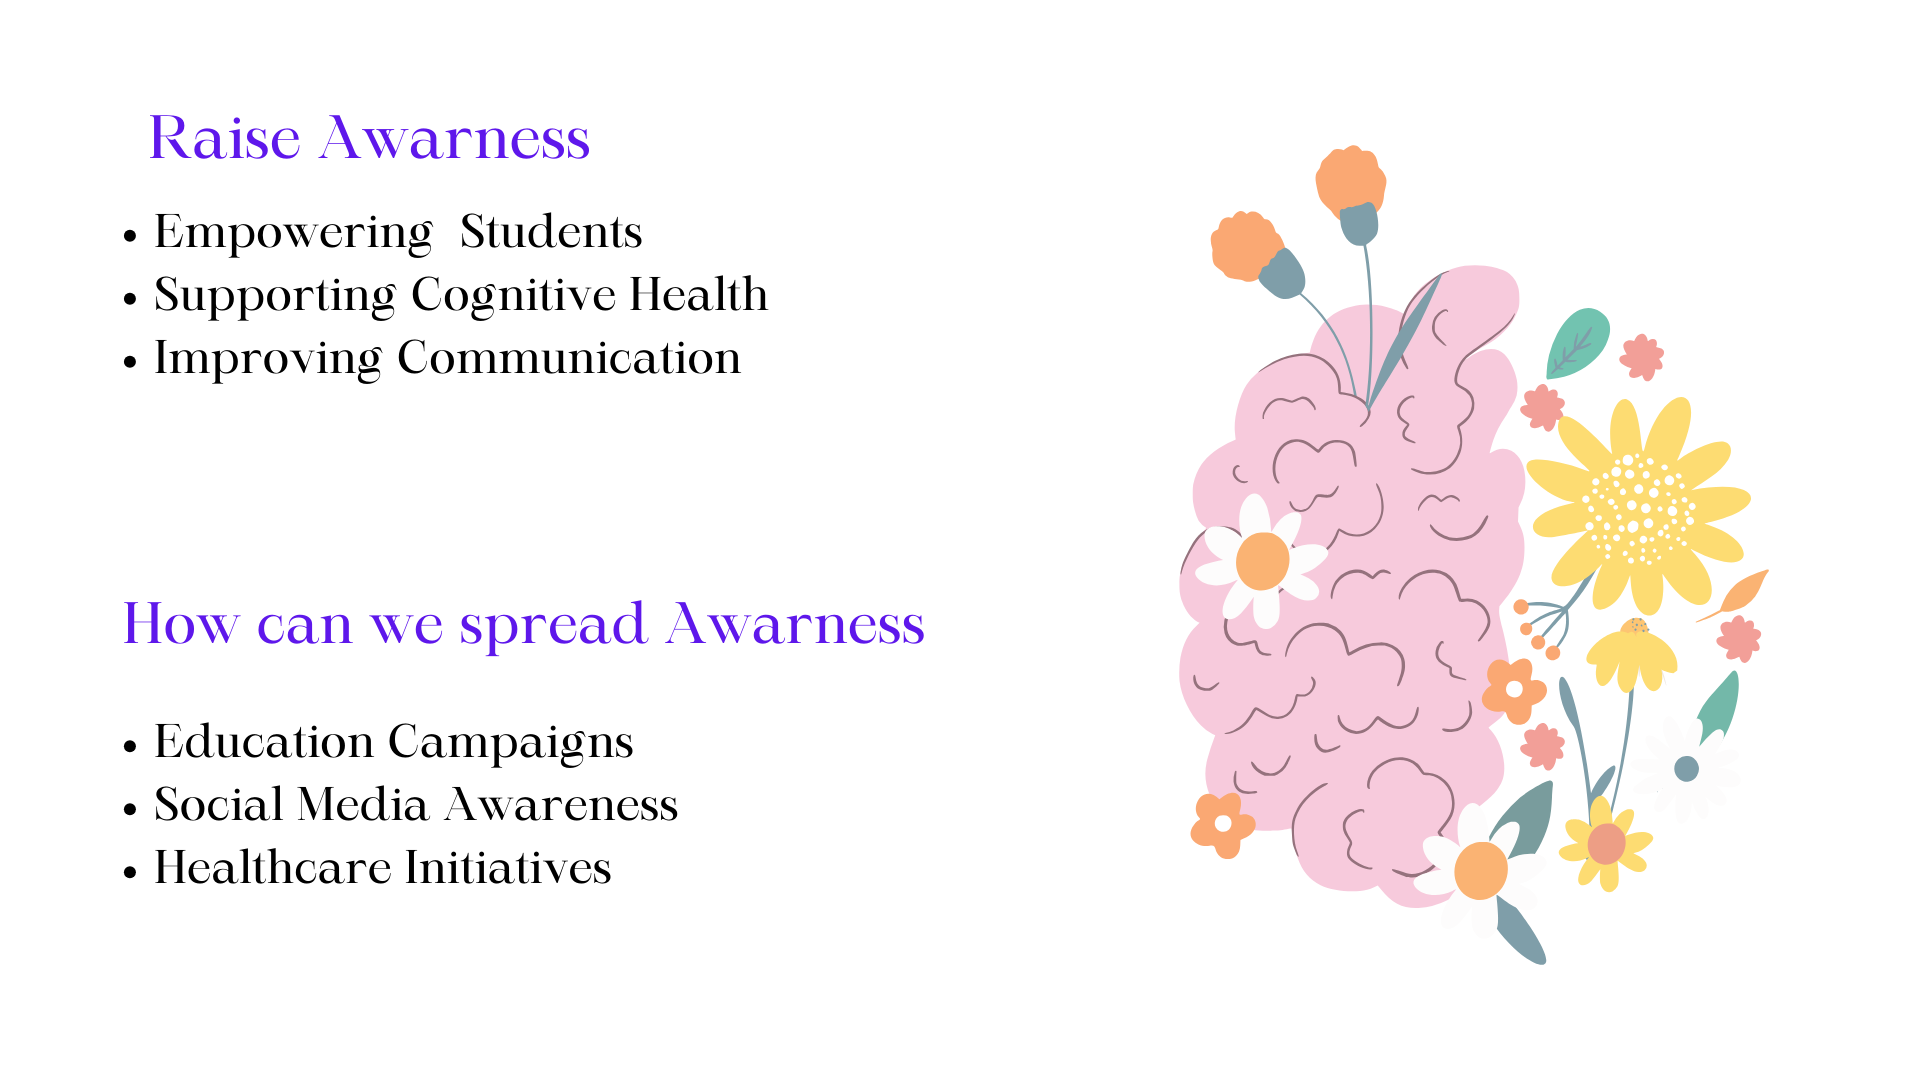 Raise Awarness
• Empowering  Students
• Supporting Cognitive Health
• Improving Communication
How can we spread Awarness
• Education Campaigns
• Social Media Awareness
• Healthcare Initiatives